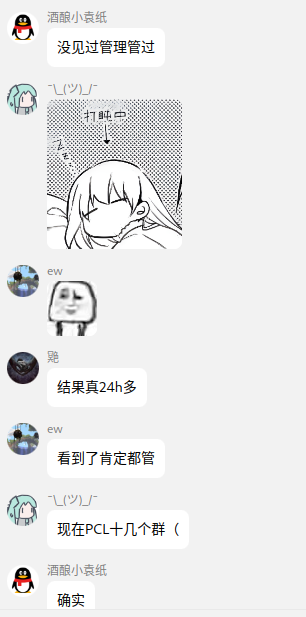 酒酿小袁纸
没见过管理管过
¯\_(ツ)_/¯
打盹中
Zzz..
ew
结果真24h多
ew
看到了肯定都管
¯\_(ツ)_/¯
现在PCL十几个群（
酒酿小袁纸
确实